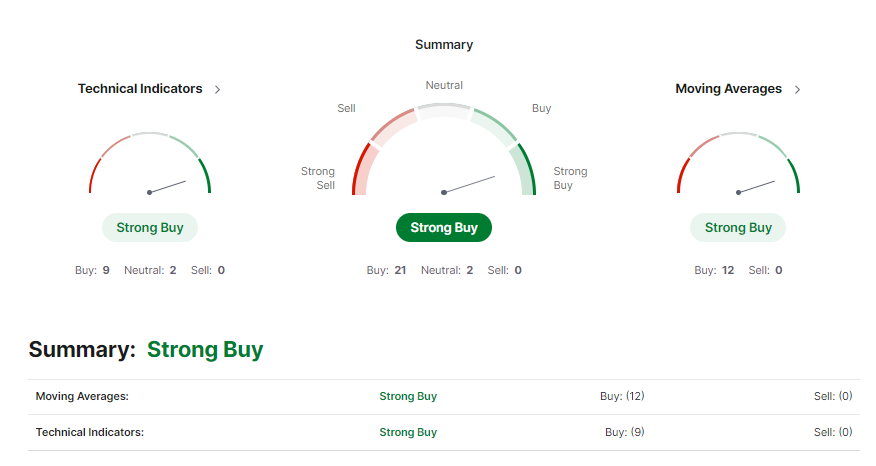 Summary
Technical Indicators
Strong Buy
Buy: 9 Neutral: 2 Sell: 0
Neutral
Sell
Buy
Strong
Sell
Strong
Buy
Strong Buy
Buy: 21 Neutral: 2 Sell: 0
Moving Averages
Strong Buy
Buy: 12 Sell: 0
Summary: Strong Buy
Moving Averages: Strong Buy Buy: (12) Sell: (0)
Technical Indicators: Strong Buy Buy: (9) Sell: (0)